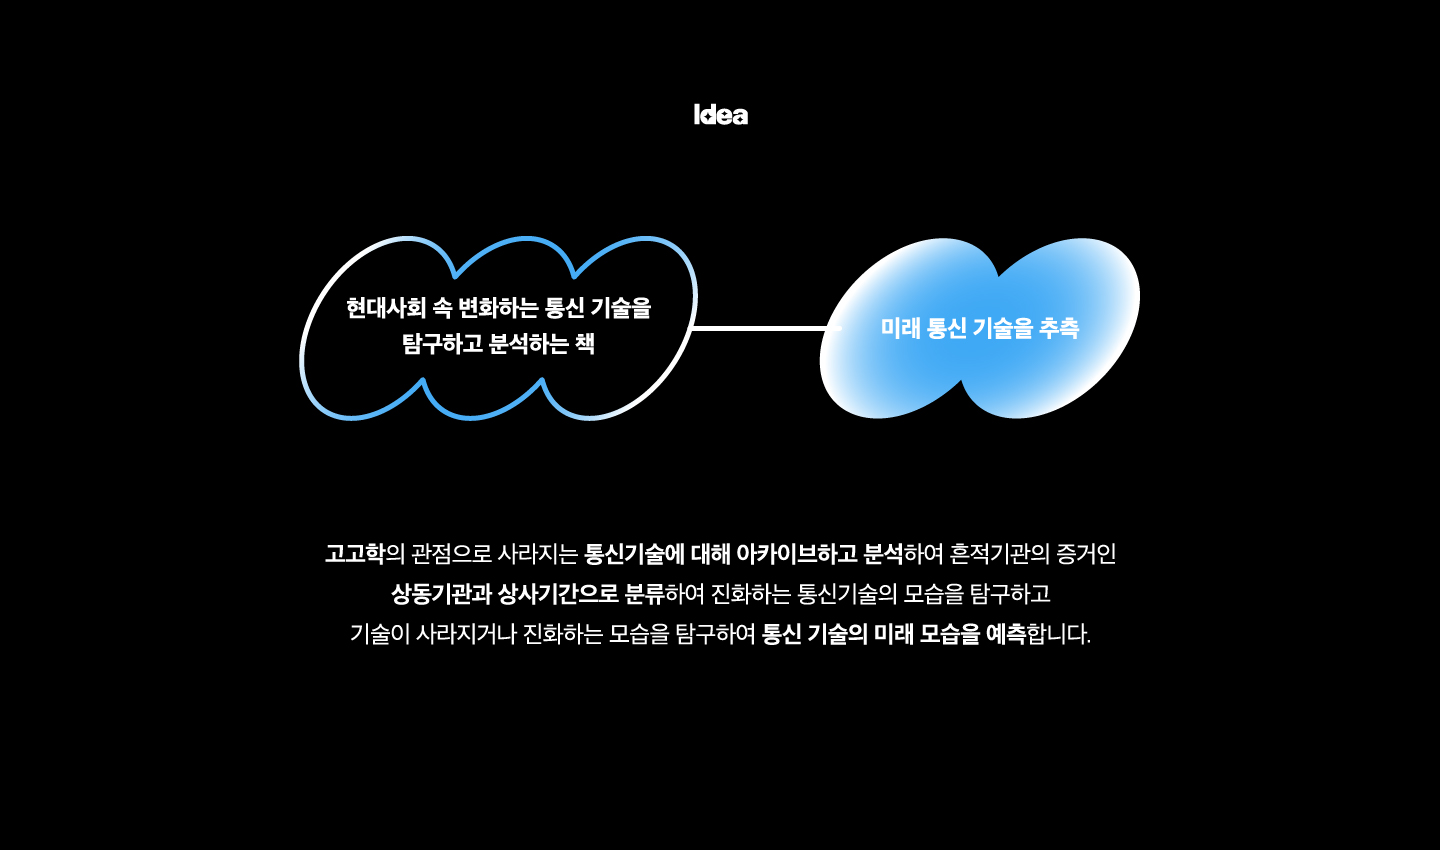 Idea
현대사회 속 변화하는 통신 기술을
탐구하고 분석하는 책
미래 통신 기술을 추측
고고학의 관점으로 사라지는 통신기술에 대해 아카이브하고 분석하여 흔적기관의 증거인
상동기관과 상사기간으로 분류하여 진화하는 통신기술의 모습을 탐구하고
기술이 사라지거나 진화하는 모습을 탐구하여 통신 기술의 미래 모습을 예측합니다.